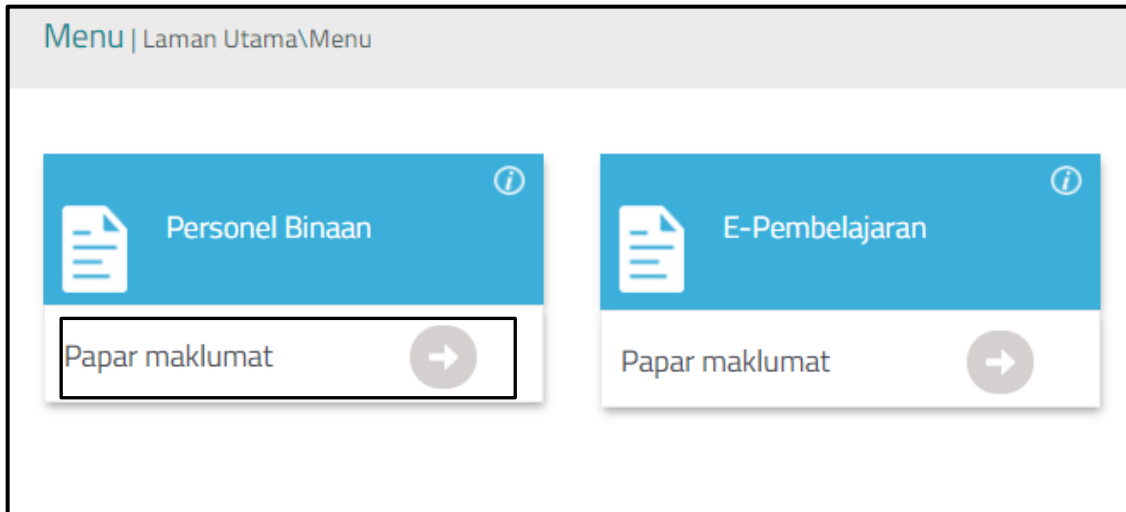 Menu | Laman Utama\Menu
Personel Binaan
Papar maklumat
E-Pembelajaran
Papar maklumat